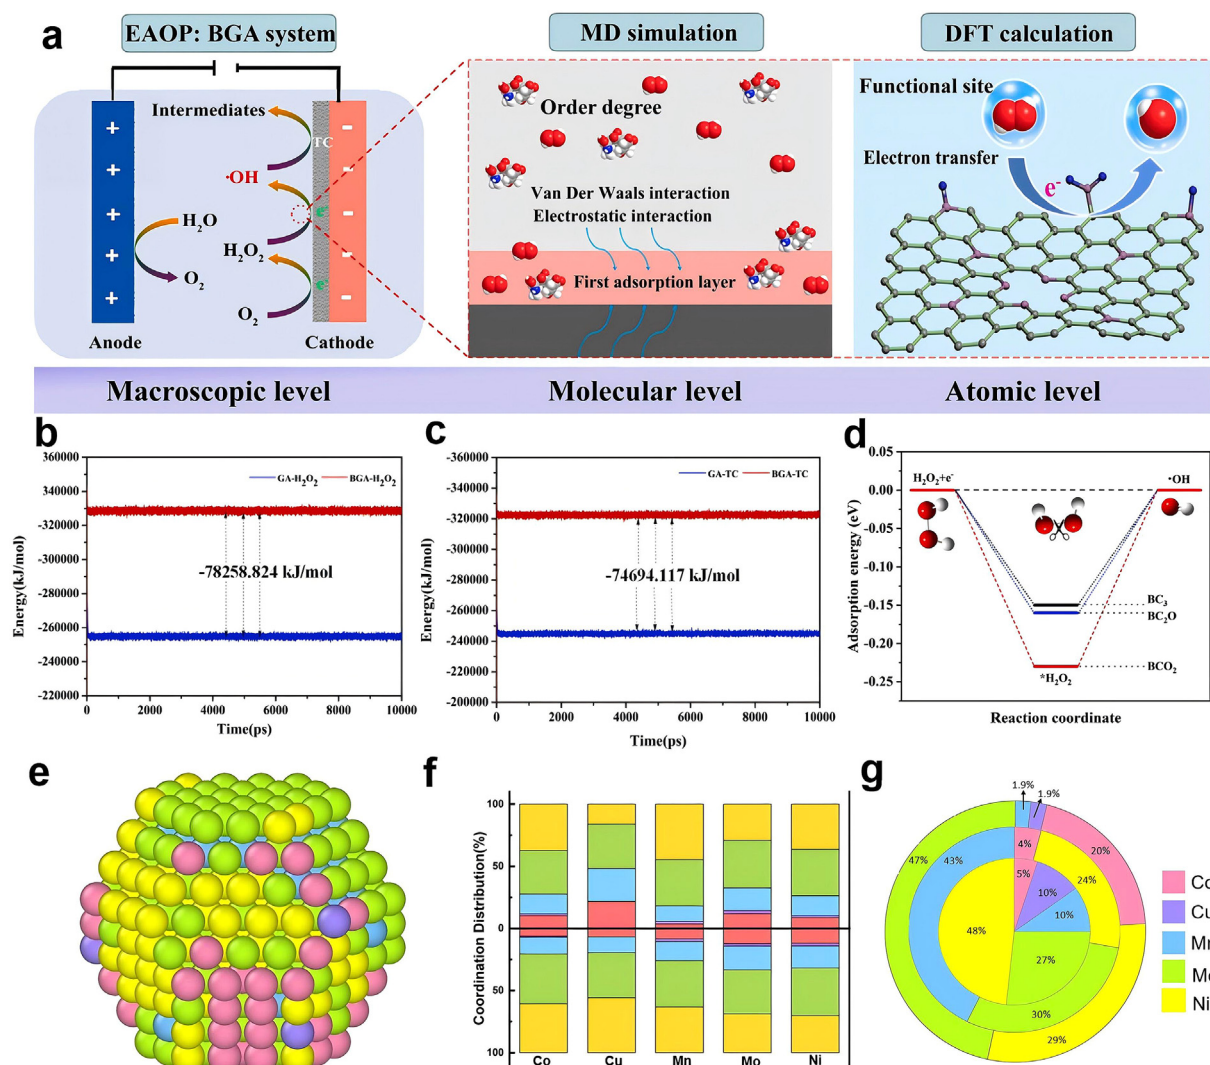 a
EAOP: BGA system
MD simulation
DFT calculation
Intermediates
TC
·OH
H2O
O2
H2O2
O2
e-
e-
Anode
Cathode
Order degree
Van Der Waals interaction
Electrostatic interaction
First adsorption layer
Functional site
Electron transfer
e-
Macroscopic level
Molecular level
Atomic level
b
Energy(kJ/mol)
360000
340000
-320000
-300000
-280000
-260000
-240000
-220000
GA-H2O2
BGA-H2O2
-78258.824 kJ/mol
0
2000
4000
6000
8000
10000
Time(ps)
c
Energy(kJ/mol)
-360000
-340000
-320000
-300000
-280000
-260000
-240000
-220000
-200000
GA-TC
BGA-TC
-74694.117 kJ/mol
0
2000
4000
6000
8000
10000
Time(ps)
d
Adsorption energy (eV)
0.05
0.00
-0.05
-0.10
-0.15
-0.20
-0.25
H2O2+e-
·OH
BC3
BC2O
BCO2
*H2O2
Reaction coordinate
e
f
Coordination Distribution(%)
100
50
0
50
100
Co
Cu
Mn
Mo
Ni
g
1.9%
1.9%
47%
43%
4%
20%
5%
24%
10%
10%
48%
27%
30%
29%
Ni